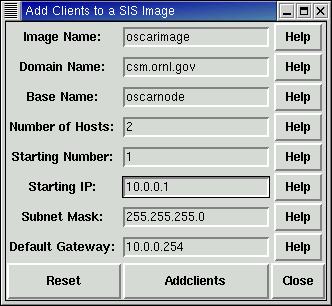 Add Clients to a SIS Image
Image Name: oscarimage Help
Domain Name: csm.ornl.gov Help
Base Name: oscarnode Help
Number of Hosts: 2 Help
Starting Number: 1 Help
Starting IP: 10.0.0.1 Help
Subnet Mask: 255.255.255.0 Help
Default Gateway: 10.0.0.254 Help
Reset Addclients Close